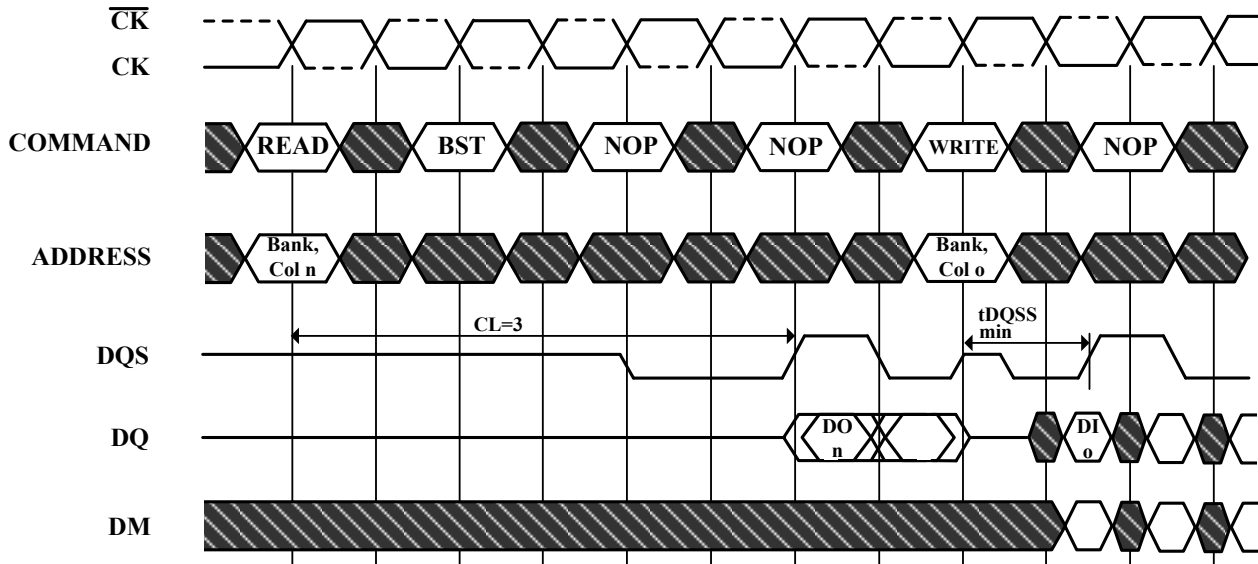 CK
CK
COMMAND
READ
BST
NOP
NOP
WRITE
NOP
ADDRESS
Bank,
Col n
Bank,
Col o
DQS
CL=3
tDQSS
min
DQ
DO
n
DI
o
DM